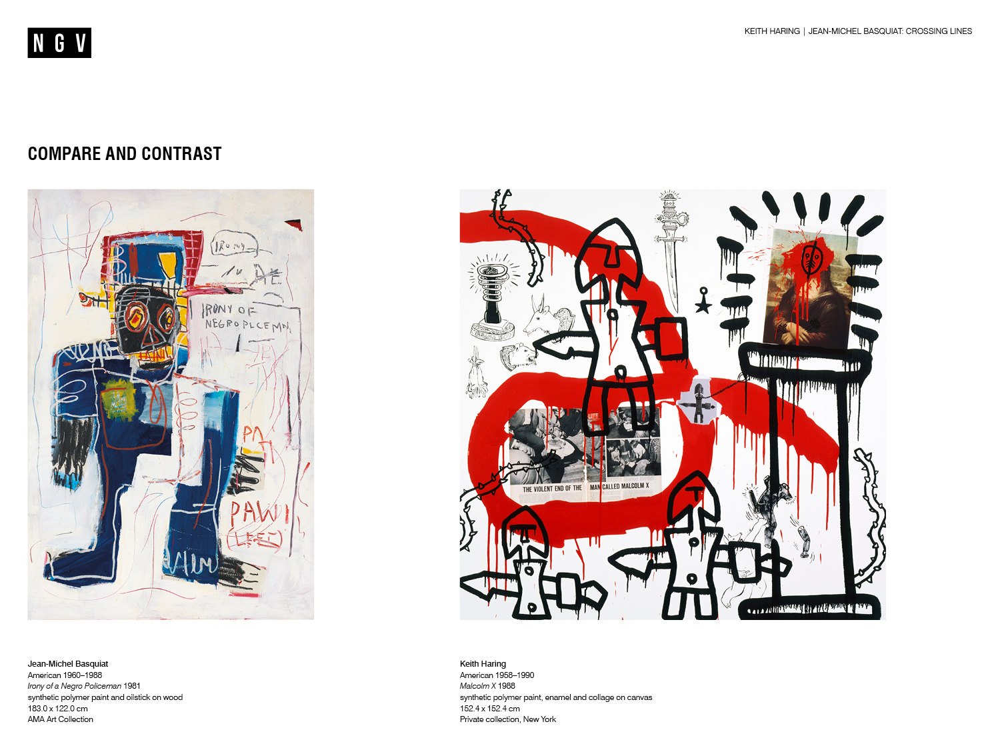 NGV
KEITH HARING | JEAN-MICHEL BASQUIAT: CROSSING LINES
COMPARE AND CONTRAST
IRONY
IRONY OF
NEGRO PLCEMN
PAW
PAW
(LEFT)
LIFE
THE VIOLENT END OF THE MAN CALLED MALCOLM X
Jean-Michel Basquiat
American 1960–1988
Irony of a Negro Policeman 1981
synthetic polymer paint and oilstick on wood
183.0 x 122.0 cm
AMA Art Collection
Keith Haring
American 1958–1990
Malcolm X 1988
synthetic polymer paint, enamel and collage on canvas
152.4 x 152.4 cm
Private collection, New York